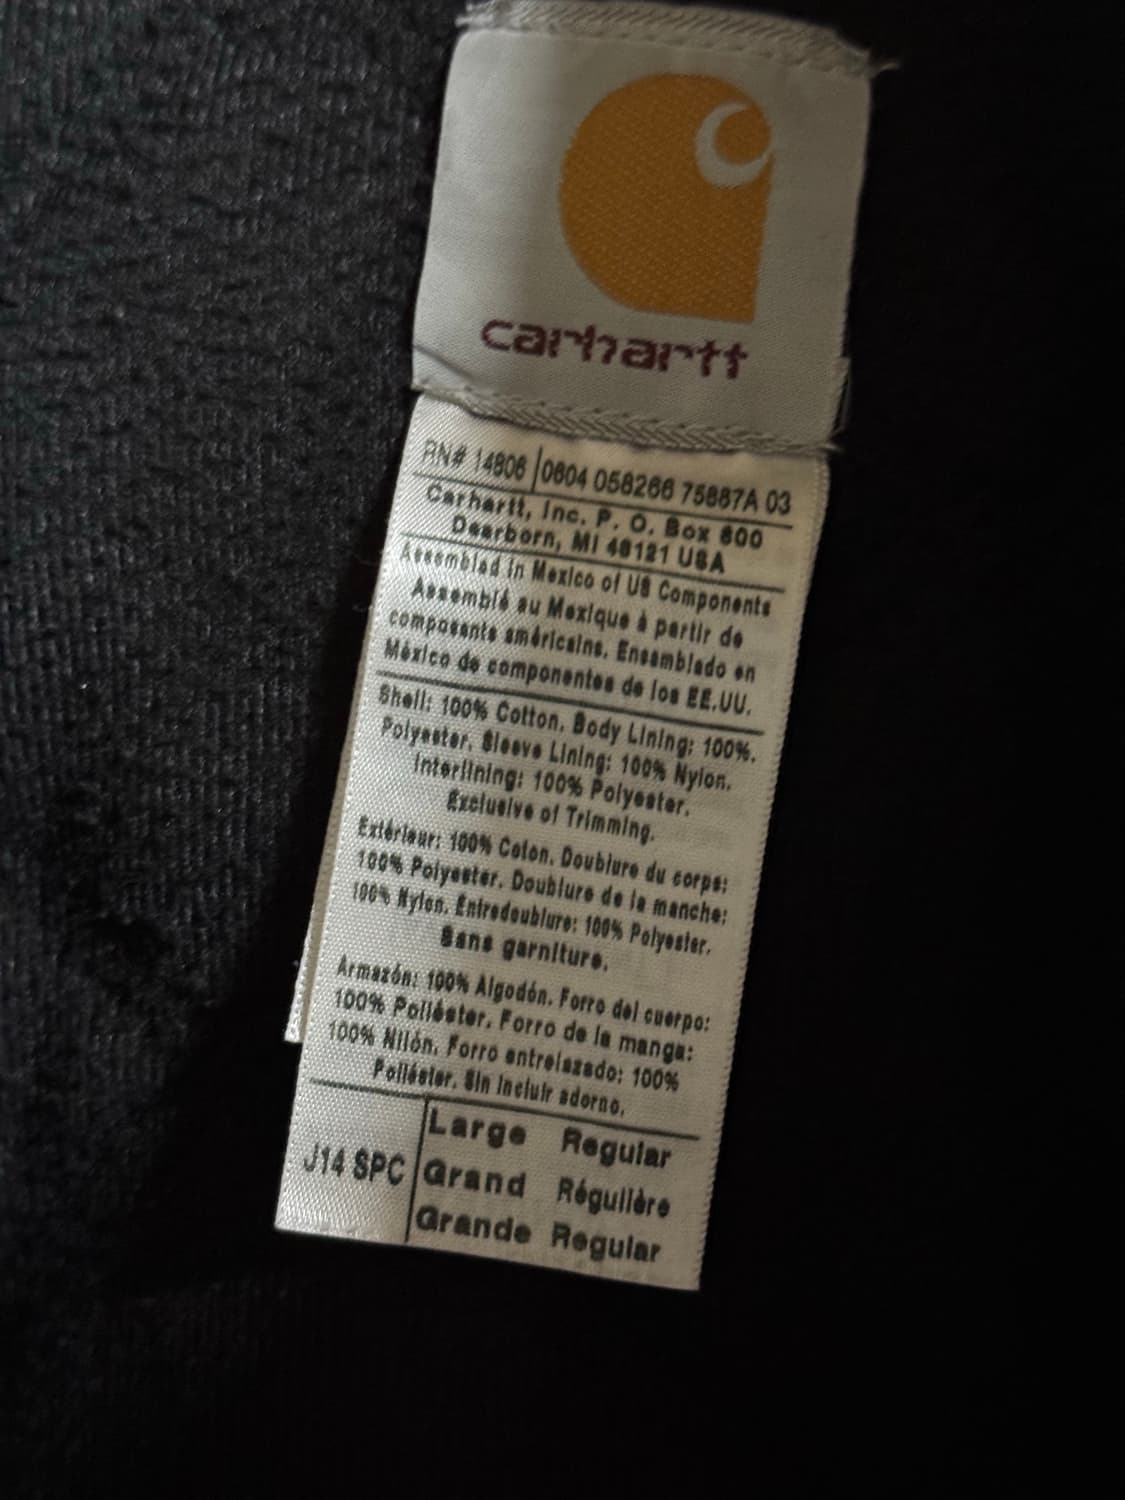 carhartt
RN# 14806 0604 058266 75887A 03
Carhartt, Inc. P. O. Box 600
Dearborn, MI 48121 USA
Assembled in Mexico of US Components
Assemblé au Mexique à partir de
composants américains. Ensamblado en
México de componentes de los EE.UU.
Shell: 100% Cotton. Body Lining: 100%.
Polyester. Sleeve Lining: 100% Nylon.
Interlining: 100% Polyester.
Exclusive of Trimming.
Extérieur: 100% Coton. Doublure du corps:
100% Polyester. Doublure de la manche:
100% Nylon. Entredoublure: 100% Polyester.
Sans garniture.
Armazón: 100% Algodón. Forro del cuerpo:
100% Poliéster. Forro de la manga:
100% Nilón. Forro entrelazado: 100%
Poliéster. Sin incluir adorno.
J14 SPC
Large Regular
Grand Régulière
Grande Regular